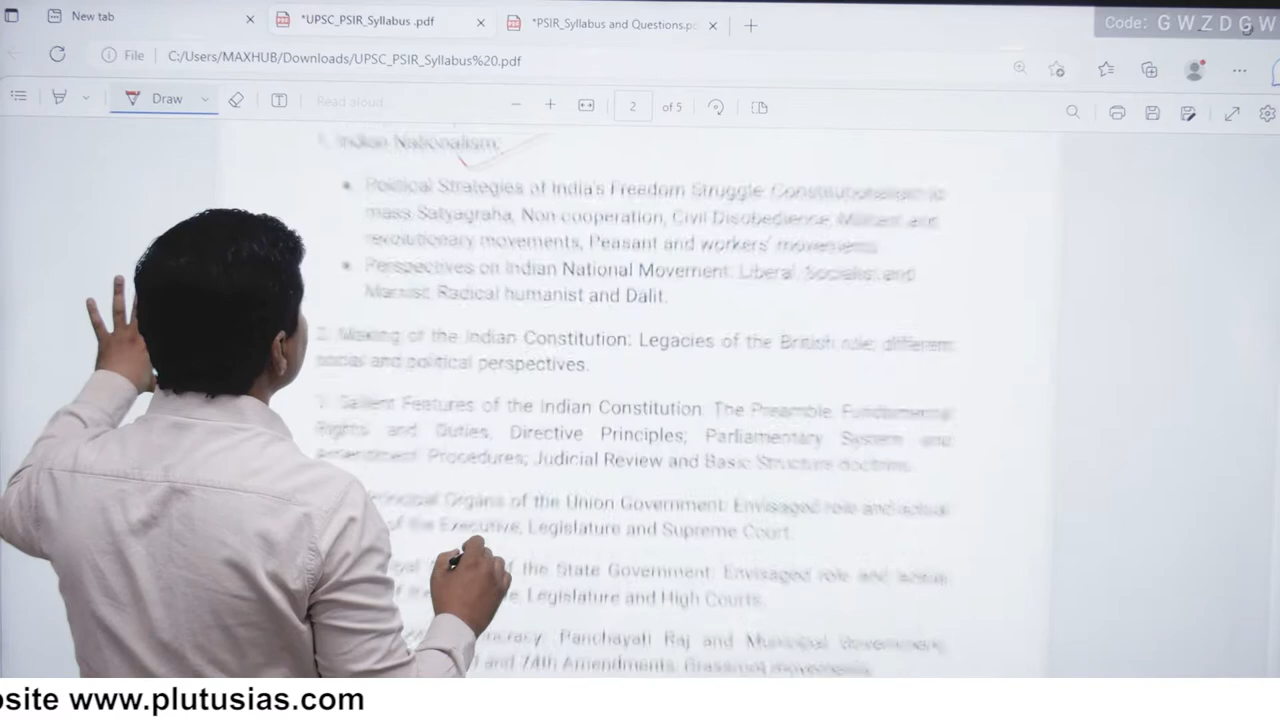 New tab
*UPSC_PSIR_Syllabus .pdf
*PSIR_Syllabus and Questions.pc
Code: G W Z D G W
File C:/Users/MAXHUB/Downloads/UPSC_PSIR_Syllabus%20.pdf
Draw
Read aloud
2 of 5
1. Indian Nationalism:
Political Strategies of India's Freedom Struggle: Constitutionalism to
mass Satyagraha, Non cooperation, Civil Disobedience, Militant and
revolutionary movements, Peasant and workers' movements.
Perspectives on Indian National Movement: Liberal, Socialist and
Marxist, Radical humanist and Dalit.
2. Making of the Indian Constitution: Legacies of the British rule; different
social and political perspectives.
Salient Features of the Indian Constitution: The Preamble, Fundamental
Rights and Duties, Directive Principles; Parliamentary System and
Amendment Procedures; Judicial Review and Basic Structure doctrine.
Organs of the Union Government: Envisaged role and actual
of the Executive, Legislature and Supreme Court.
the State Government: Envisaged role and actual
Legislature and High Courts.
Panchayati Raj and Municipal Government;
and 74th Amendments; Grassroot movements.
www.plutusias.com